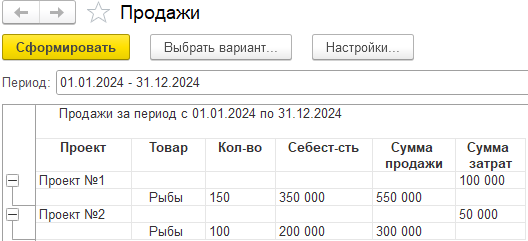 Продажи
Сформировать Выбрать вариант... Настройки...
Период: 01.01.2024 - 31.12.2024
Продажи за период с 01.01.2024 по 31.12.2024
Проект Товар Кол-во Себест-сть Сумма продажи Сумма затрат
Проект №1 100 000
Рыбы 150 350 000 550 000
Проект №2 50 000
Рыбы 100 200 000 300 000